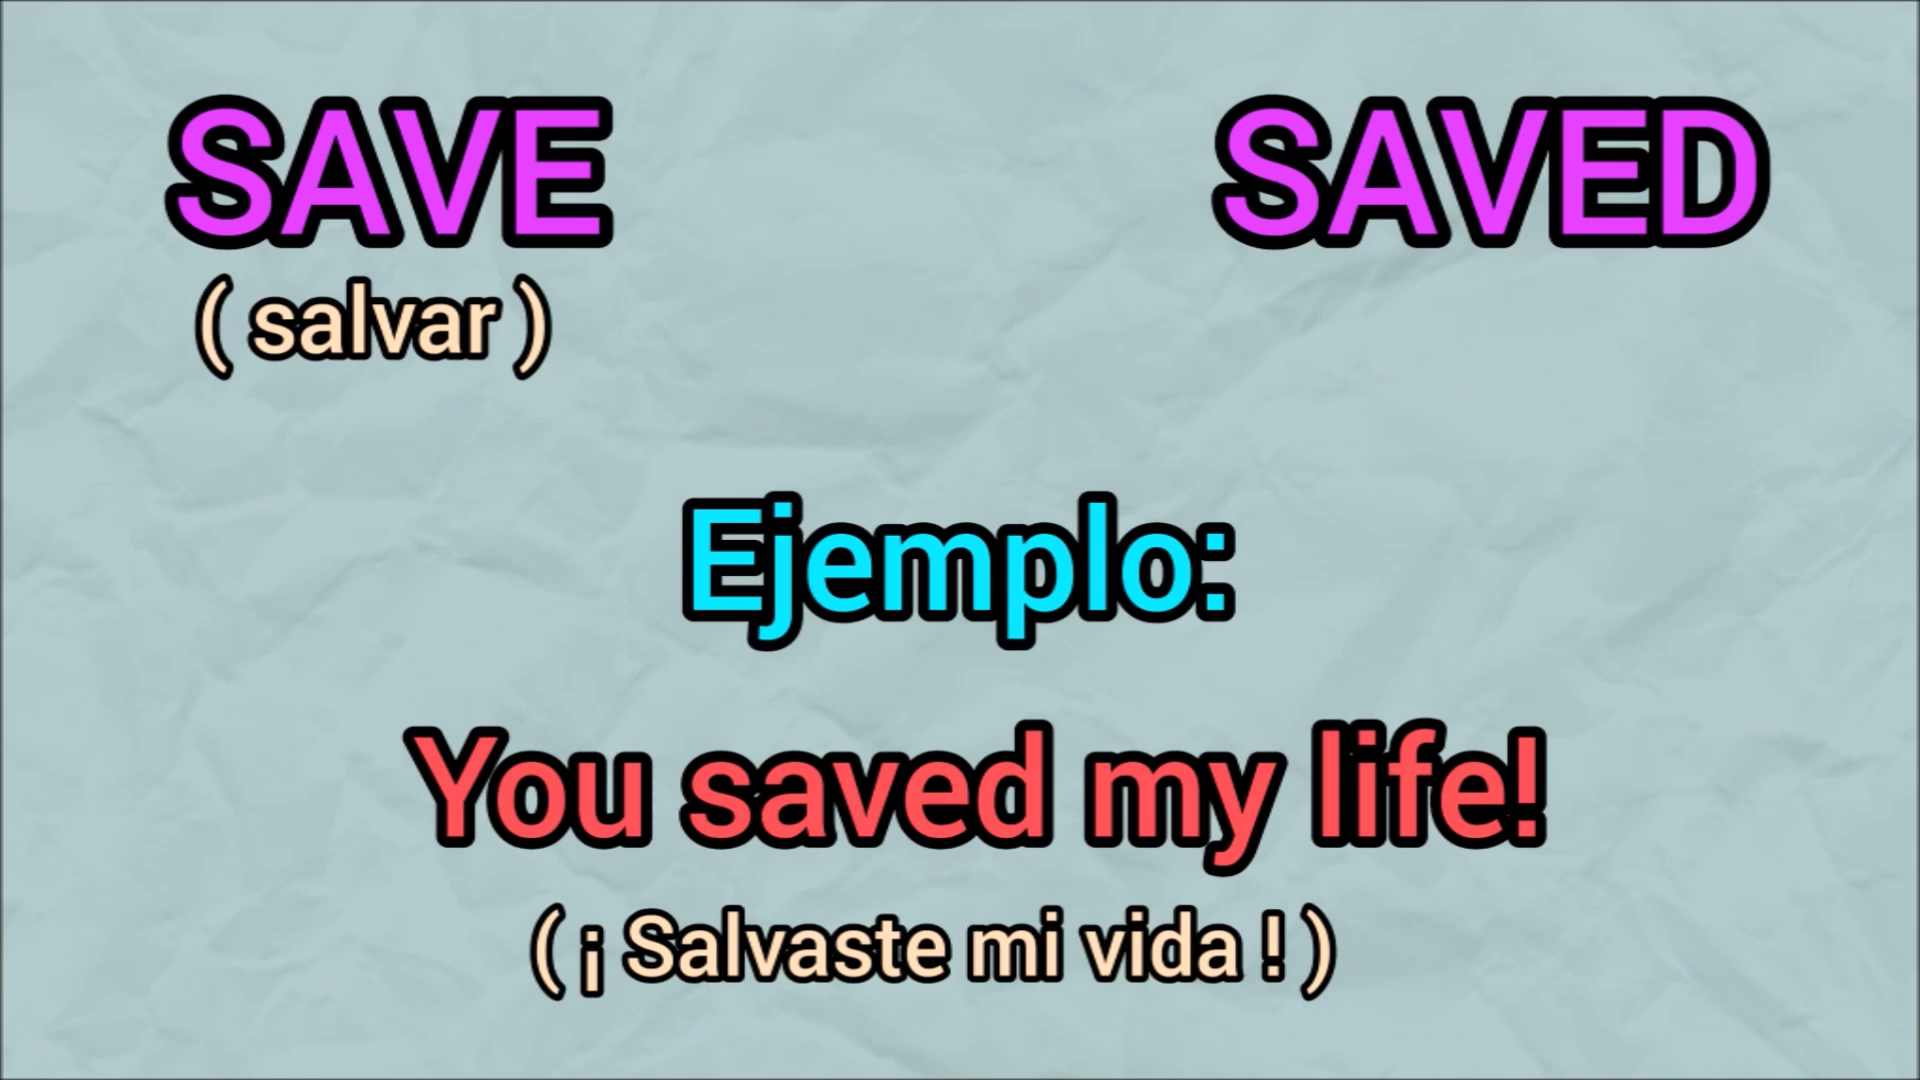 SAVE SAVED
( salvar )
Ejemplo:
You saved my life!
( ¡ Salvaste mi vida ! )